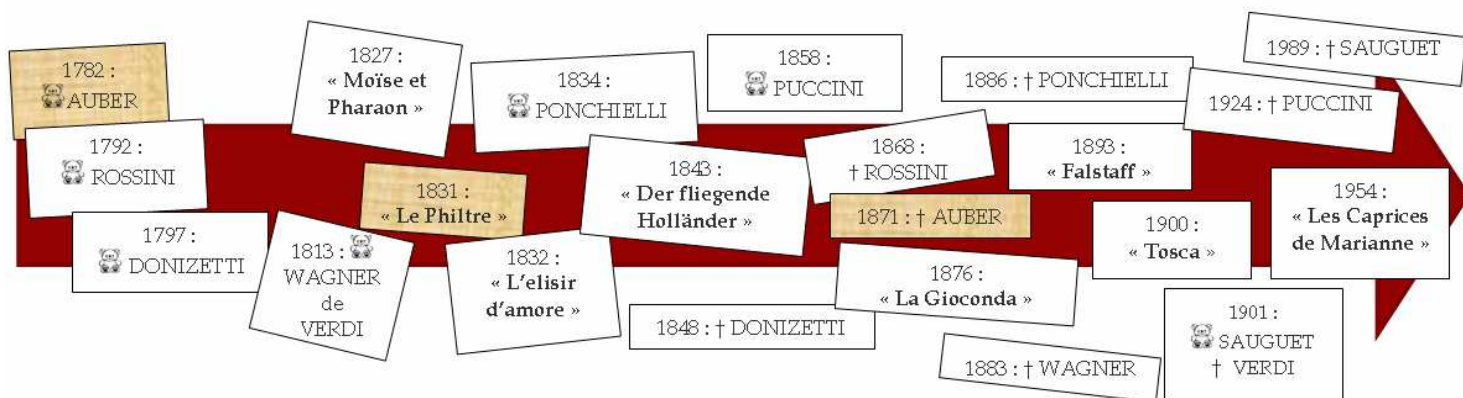 1782 :
AUBER
1792 :
ROSSINI
1797 :
DONIZETTI
1827 :
« Moïse et
Pharaon »
1813 :
WAGNER
de
VERDI
1831 :
« Le Philtre »
1834 :
PONCHIELLI
1832 :
« L'elisir
d'amore »
1843 :
« Der fliegende
Holländer »
1848 : † DONIZETTI
1858 :
PUCCINI
1868 :
† ROSSINI
1871 : † AUBER
1876 :
« La Gioconda »
1886 : † PONCHIELLI
1883 : † WAGNER
1893 :
« Falstaff »
1900 :
« Tosca »
1901 :
SAUGUET
† VERDI
1924 : † PUCCINI
1989 : † SAUGUET
1954 :
« Les Caprices
de Marianne »